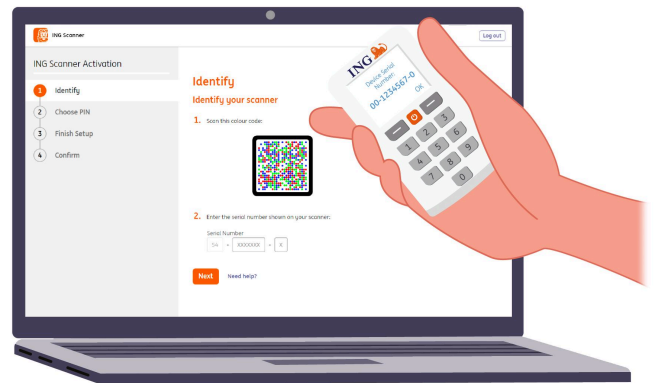 ING Scanner
Log out
ING Scanner Activation
1 Identify
2 Choose PIN
3 Finish Setup
4 Confirm
Identify
Identify your scanner
1. Scan this colour code:
2. Enter the serial number shown on your scanner:
Serial Number
54 - XXXXXXX - X
Next Need help?
ING
Device Serial
Number:
00-1234567-0
OK
1 2 3
4 5 6
7 8 9
0